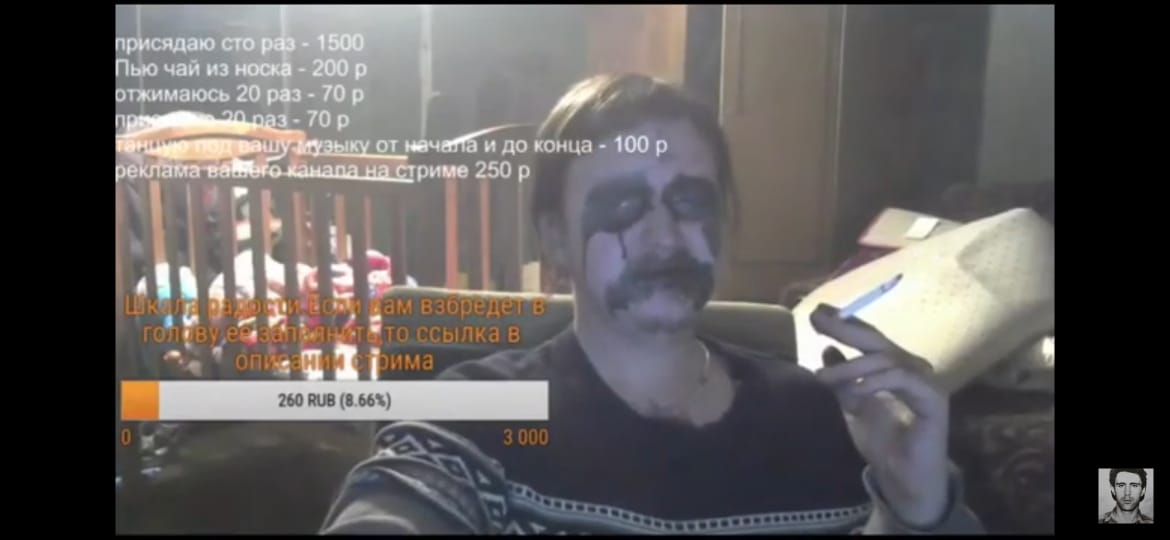 присядаю сто раз - 1500
Пью чай из носка - 200 р
отжимаюсь 20 раз - 70 р
20 раз - 70 р
танцую под вашу музыку от начала и до конца - 100 р
реклама вашего канала на стриме 250 р
Шкала радости.Если вам взбредет в
голову ее заполнить,то ссылка в
описании стрима
260 RUB (8.66%)
0
3 000